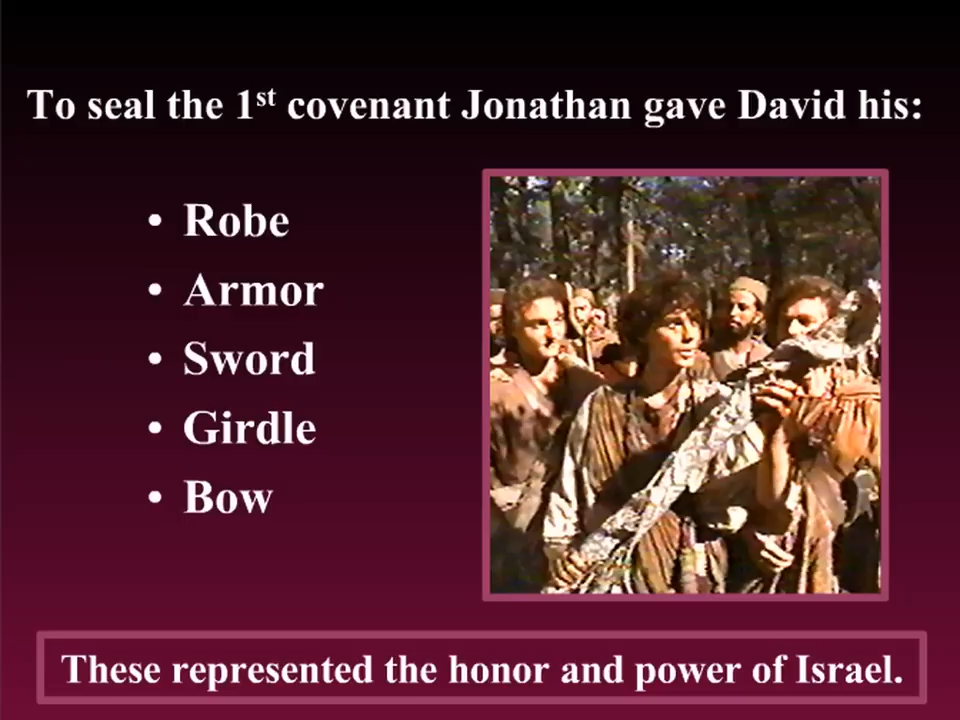 To seal the 1st covenant Jonathan gave David his:
• Robe
• Armor
• Sword
• Girdle
• Bow
These represented the honor and power of Israel.